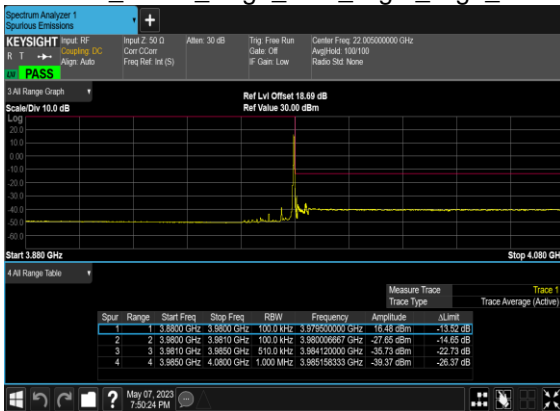 Spectrum Analyzer 1
Spurious Emissions
KEYSIGHT Input: RF Input Z: 50 Ω Atten: 30 dB Trig: Free Run Center Freq: 22.005000000 GHz
R T Coupling: DC Corr CCorr Gate: Off Avg|Hold: 100/100
Align: Auto Freq Ref: Int (S) IF Gain: Low Radio Std: None
PASS
3 All Range Graph
Ref Lvl Offset 18.69 dB
Scale/Div 10.0 dB Ref Value 30.00 dBm
Log
20.0
10.0
0.00
-10.0
-20.0
-30.0
-40.0
-50.0
-60.0
Start 3.880 GHz Stop 4.080 GH
4 All Range Table
Measure Trace Trace 1
Trace Type Trace Average (Active)
Spur Range Start Freq Stop Freq RBW Frequency Amplitude ΔLimit
1 1 3.8800 GHz 3.9800 GHz 100.0 kHz 3.979500000 GHz 16.48 dBm -13.52 dB
2 2 3.9800 GHz 3.9810 GHz 100.0 kHz 3.980006667 GHz -27.65 dBm -14.65 dB
3 3 3.9810 GHz 3.9850 GHz 510.0 kHz 3.984120000 GHz -35.73 dBm -22.73 dB
4 4 3.9850 GHz 4.0800 GHz 1.000 MHz 3.985158333 GHz -39.37 dBm -26.37 dB
May 07, 2023
7:50:24 PM